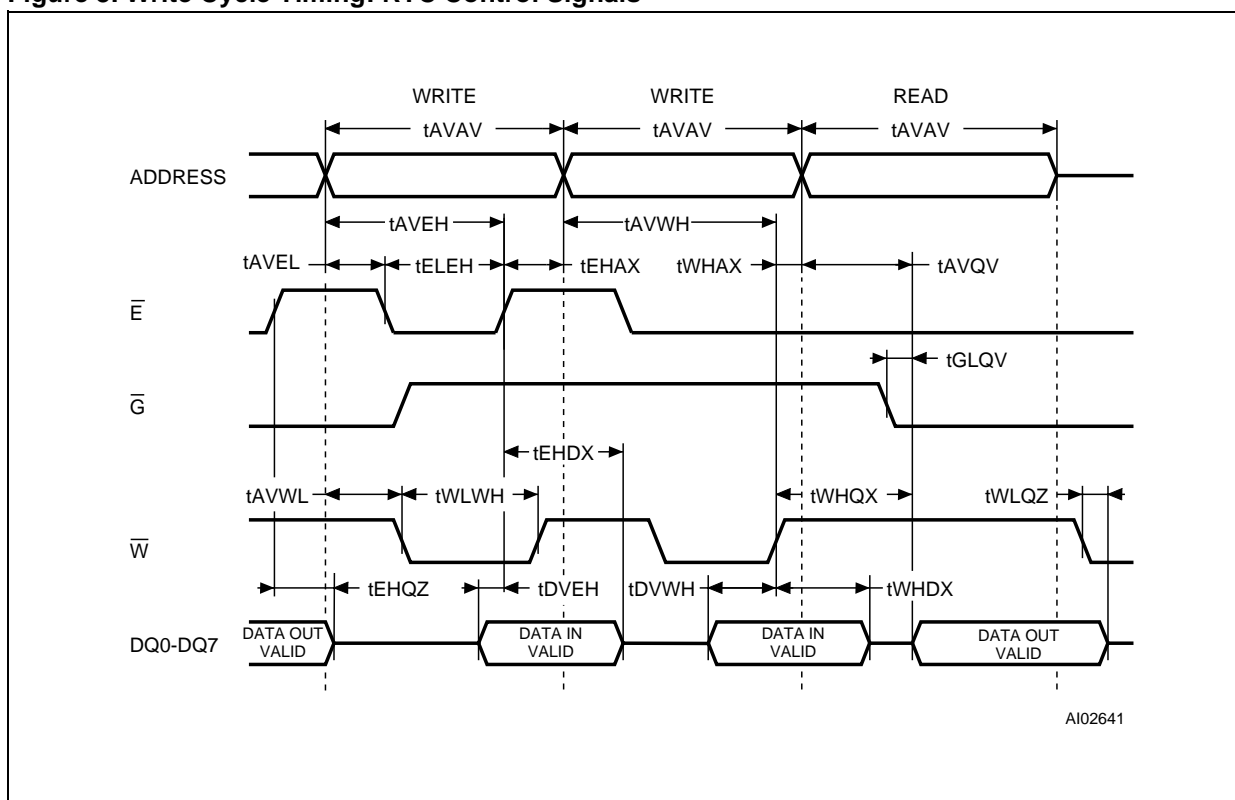 Figure Write Cycle Timing: RTC Control Signals
WRITE WRITE READ
tAVAV tAVAV tAVAV
ADDRESS
tAVEH tAVWH
tAVEL tELEH tEHAX tWHAX tAVQV
E
tGLQV
G
tEHDX
tAVWL tWLWH tWHQX tWLQZ
W
tEHQZ tDVEH tDVWH tWHDX
DQ0-DQ7
DATA OUT DATA IN DATA IN DATA OUT
VALID VALID VALID VALID
AI02641